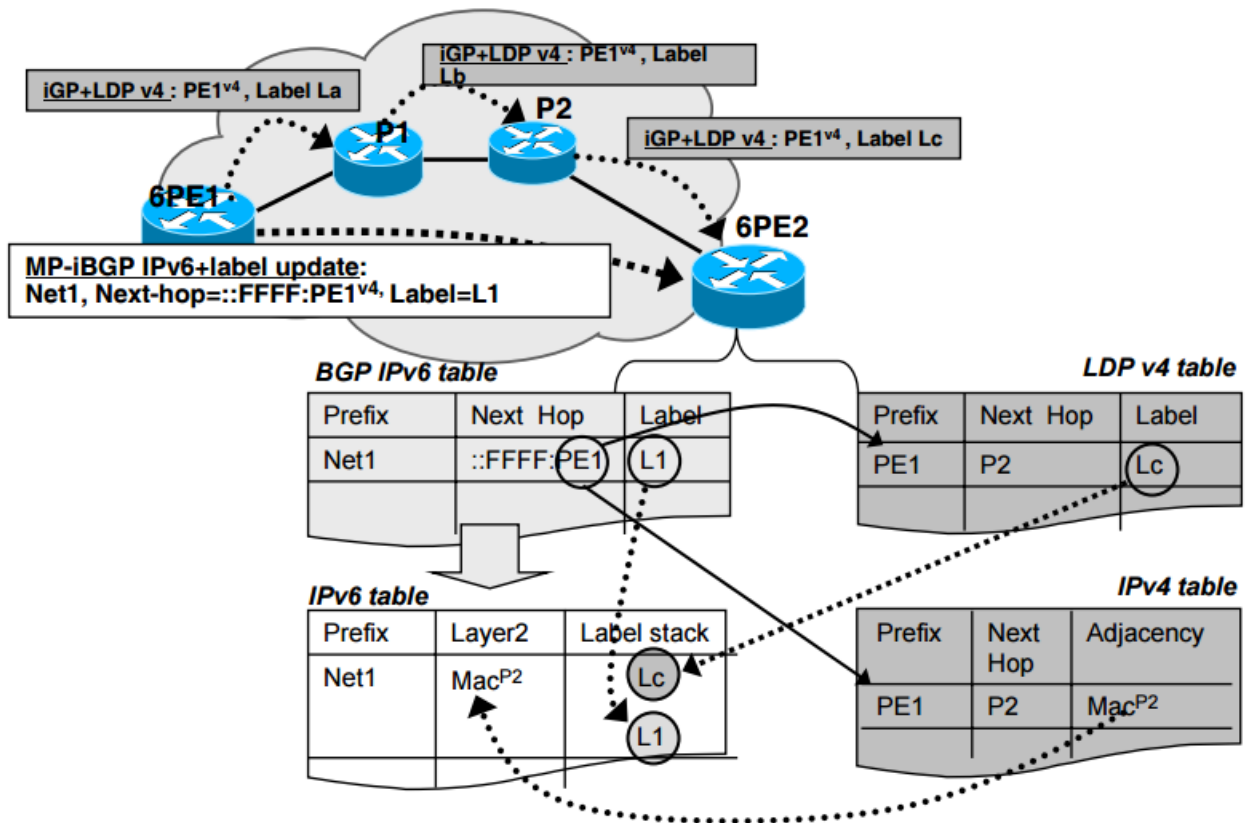 iGP+LDP v4 : PE1v4 , Label
Lb
iGP+LDP v4 : PE1v4 , Label La
P1
P2
iGP+LDP v4 : PE1v4 , Label Lc
6PE1
6PE2
MP-iBGP IPv6+label update:
Net1, Next-hop=::FFFF:PE1v4, Label=L1
BGP IPv6 table
Prefix Next Hop Label
Net1 ::FFFF:PE1 L1
LDP v4 table
Prefix Next Hop Label
PE1 P2 Lc
IPv6 table
Prefix Layer2 Label stack
Net1 MacP2 Lc
L1
IPv4 table
Prefix Next Adjacency
Hop
PE1 P2 MacP2